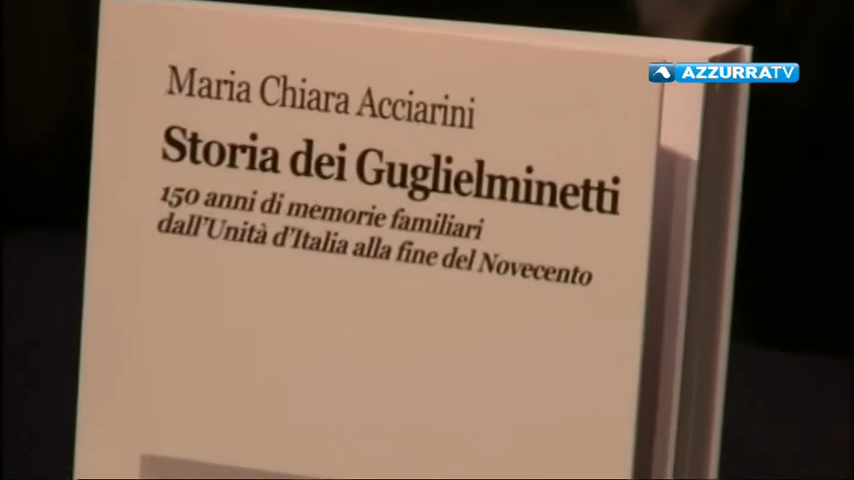 AZZURRATV
Maria Chiara Acciarini
Storia dei Guglielminetti
150 anni di memorie familiari
dall'Unità d'Italia alla fine del Novecento